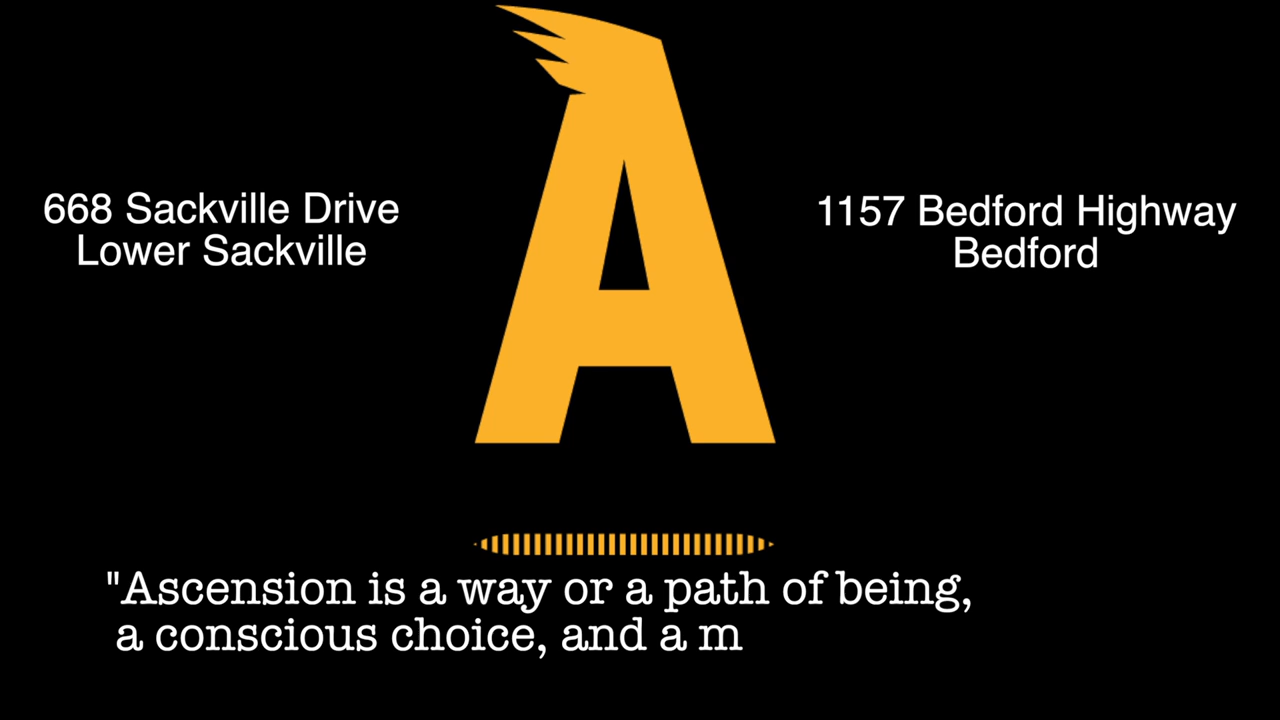 668 Sackville Drive
Lower Sackville
A
1157 Bedford Highway
Bedford
"Ascension is a way or a path of being,
a conscious choice, and a m